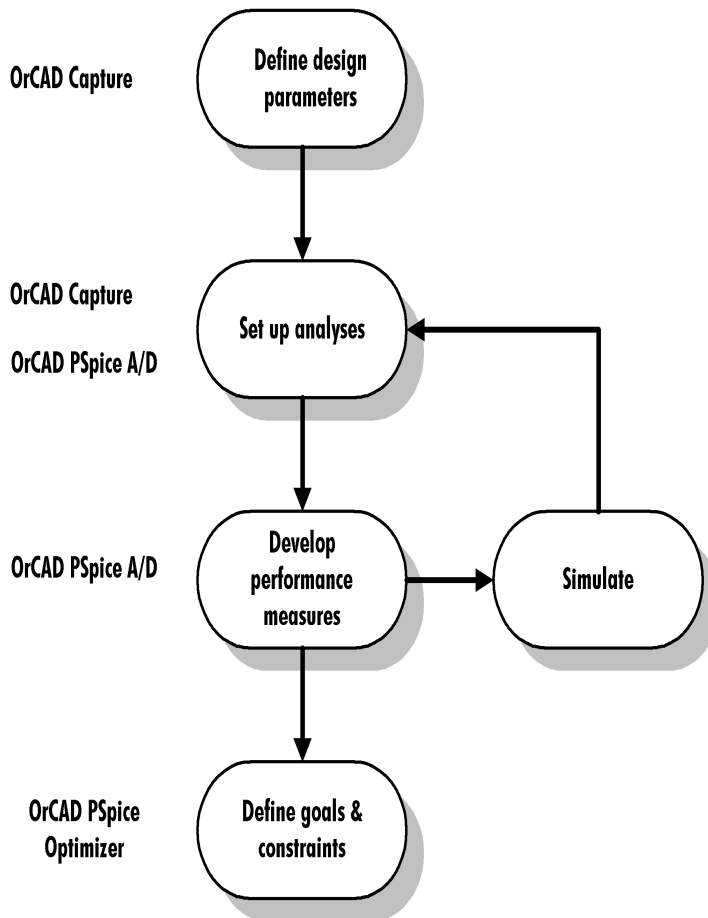 OrCAD Capture
Define design
parameters
OrCAD Capture
Set up analyses
OrCAD PSpice A/D
OrCAD PSpice A/D
Develop
performance
measures
Simulate
OrCAD PSpice
Optimizer
Define goals &
constraints